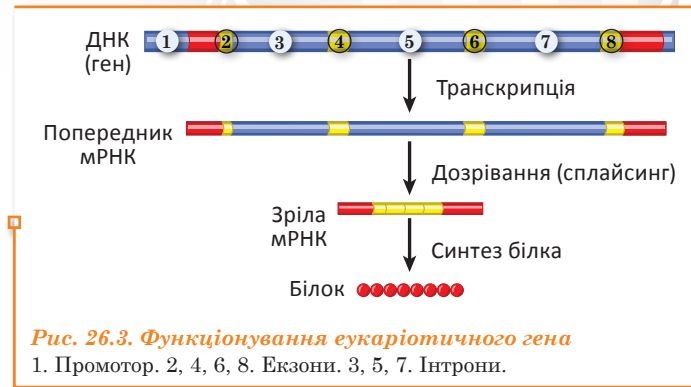 ДНК
(ген)
1 2 3 4 5 6 7 8
Транскрипція
Попередник
мРНК
Дозрівання (сплайсинг)
Зріла
мРНК
Синтез білка
Білок
Рис. 26.3. Функціонування еукаріотичного гена
1. Промотор. 2, 4, 6, 8. Екзони. 3, 5, 7. Інтрони.